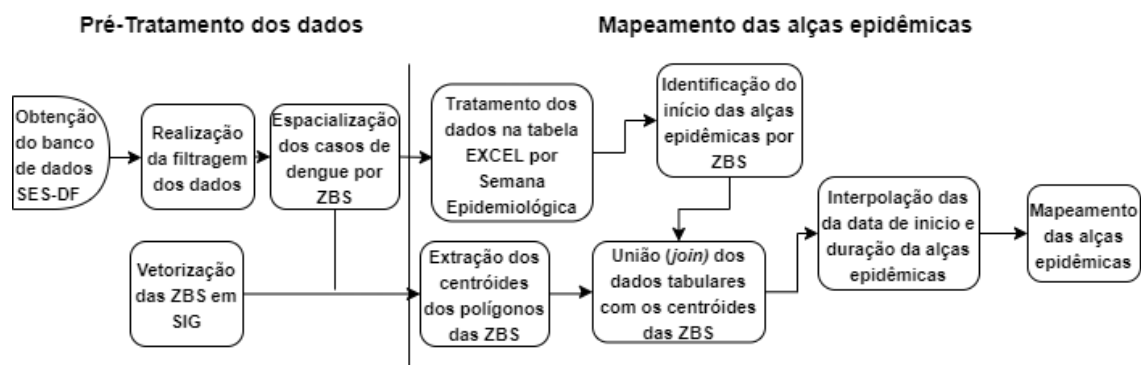 Pré-Tratamento dos dados
Mapeamento das alças epidêmicas
Obtenção
do banco
de dados
SES-DF
Realização
da filtragem
dos dados
Espacialização
dos casos de
dengue por
ZBS
Tratamento dos
dados na tabela
EXCEL por
Semana
Epidemiológica
Identificação do
início das alças
epidêmicas por
ZBS
Vetorização
das ZBS em
SIG
Extração dos
centróides
dos polígonos
das ZBS
União (join) dos
dados tabulares
com os centróides
das ZBS
Interpolação das
da data de inicio e
duração da alças
epidêmicas
Mapeamento
das alças
epidêmicas